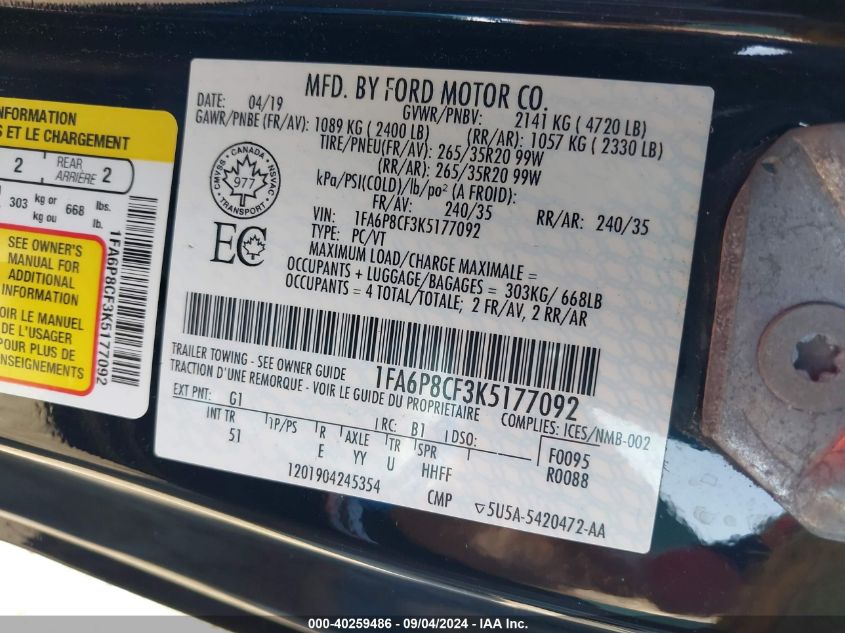 INFORMATION
S ET LE CHARGEMENT
2 REAR ARRIÈRE 2
303 kg or kg ou 668 lbs. lb.
SEE OWNER'S
MANUAL FOR
ADDITIONAL
INFORMATION
VOIR LE MANUEL
DE L'USAGER
POUR PLUS DE
RENSEIGNEMENTS
1FA6P8CF3K5177092
MFD. BY FORD MOTOR CO.
DATE: 04/19 GVWR/PNBV: 2141 KG ( 4720 LB)
GAWR/PNBE (FR/AV): 1089 KG ( 2400 LB) (RR/AR): 1057 KG ( 2330 LB)
TIRE/PNEU(FR/AV): 265/35R20 99W
(RR/AR): 265/35R20 99W
kPa/PSI(COLD)/lb/po² (A FROID):
FR/AV: 240/35 RR/AR: 240/35
VIN: 1FA6P8CF3K5177092
TYPE: PC/VT
CANADA
CMVSS 977 NSVAC
TRANSPORT
EC
MAXIMUM LOAD/CHARGE MAXIMALE =
OCCUPANTS + LUGGAGE/BAGAGES = 303KG/ 668LB
OCCUPANTS = 4 TOTAL/TOTALE; 2 FR/AV, 2 RR/AR
TRAILER TOWING - SEE OWNER GUIDE
TRACTION D'UNE REMORQUE - VOIR LE GUIDE DU PROPRIETAIRE
1FA6P8CF3K5177092
COMPLIES: ICES/NMB-002
EXT PNT: G1 RC: B1 DSO: F0095
INT TR TP/PS R AXLE TR SPR R0088
51 E YY U HHFF
1201904245354 CMP 5U5A-5420472-AA
000-40259486 - 09/04/2024 - IAA Inc.